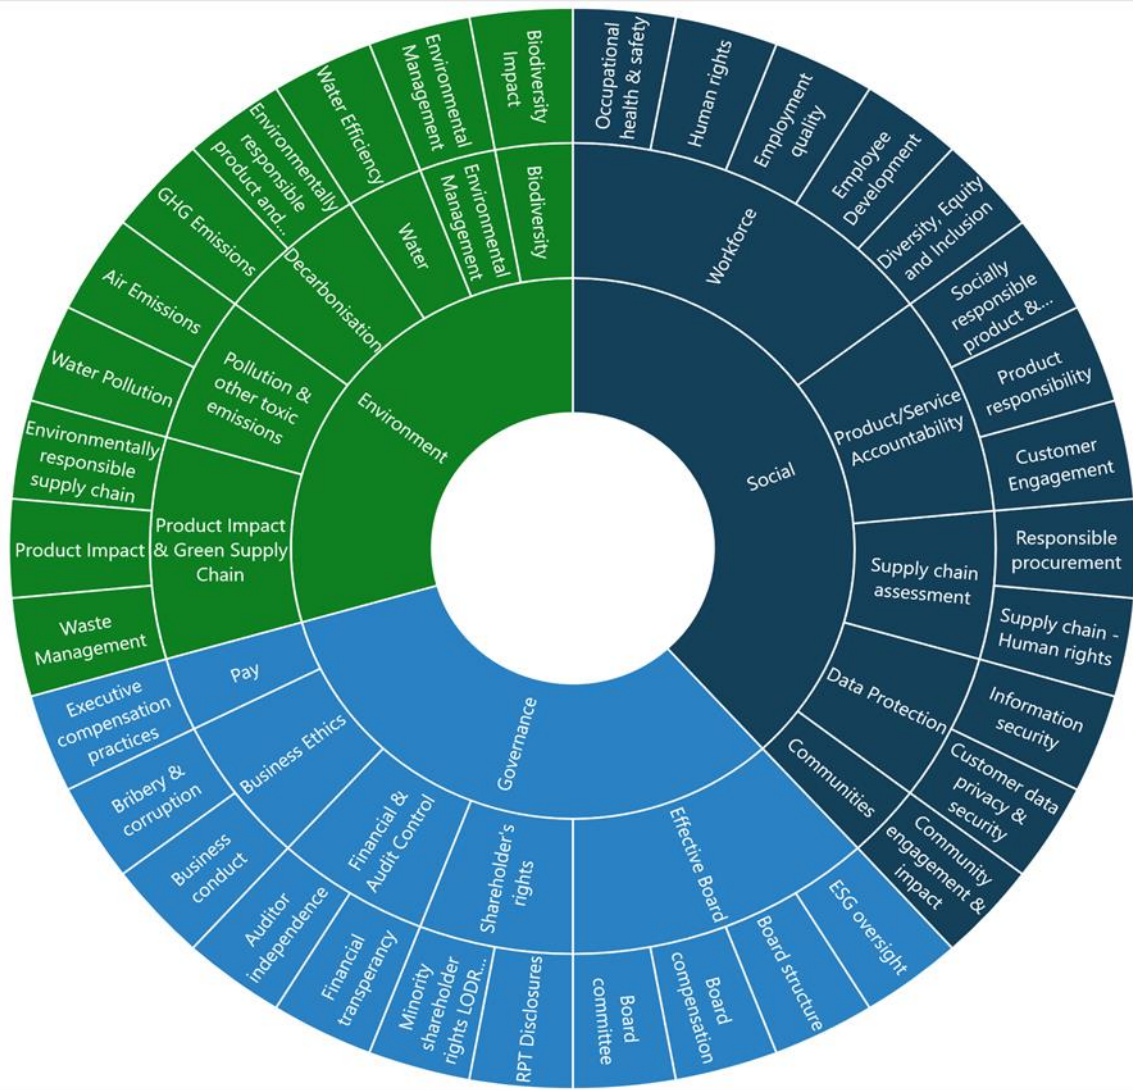 Occupational
health & safety
Human rights
Employment
quality
Employee
Development
Diversity, Equity
and Inclusion
Socially
responsible
product &...
Product
responsibility
Customer
Engagement
Responsible
procurement
Supply chain -
Human rights
Information
security
Customer data
privacy &
security
Community
engagement &
impact
Workforce
Product/Service
Accountability
Supply chain
assessment
Data Protection
Communities
Social
ESG oversight
Board structure
Board
compensation
Board
committee
RPT Disclosures
Minority
shareholder
rights LODR...
Financial
transperancy
Auditor
independence
Business
conduct
Bribery &
corruption
Executive
compensation
practices
Effective Board
Shareholder's
rights
Financial &
Audit Control
Business Ethics
Pay
Governance
Waste
Management
Product Impact
Environmentally
responsible
supply chain
Water Pollution
Air Emissions
GHG Emissions
Environmentally
responsible
product and...
Water Efficiency
Environmental
Management
Biodiversity
Impact
Product Impact
& Green Supply
Chain
Pollution &
other toxic
emissions
Decarbonisation
Water
Environmental
Management
Biodiversity
Environment